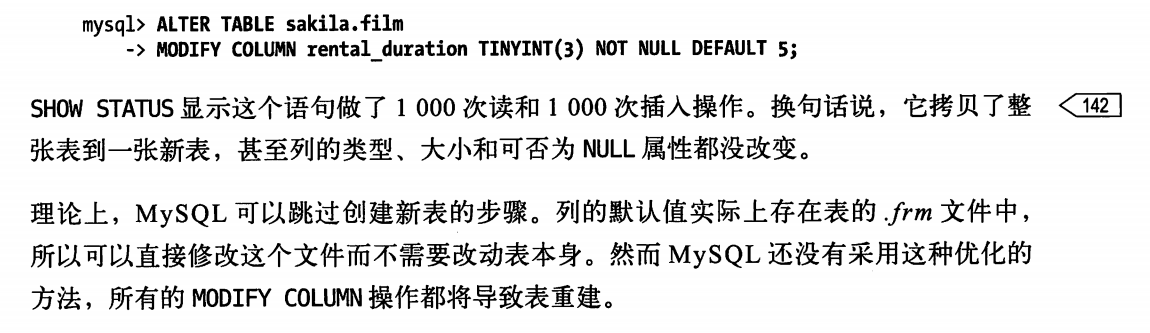 mysql> ALTER TABLE sakila.film
-> MODIFY COLUMN rental_duration TINYINT(3) NOT NULL DEFAULT 5;
SHOW STATUS 显示这个语句做了 1 000 次读和 1 000 次插入操作。换句话说，它拷贝了整
142
张表到一张新表，甚至列的类型、大小和可否为 NULL 属性都没改变。
理论上，MySQL 可以跳过创建新表的步骤。列的默认值实际上存在表的 .frm 文件中，
所以可以直接修改这个文件而不需要改动表本身。然而 MySQL 还没有采用这种优化的
方法，所有的 MODIFY COLUMN 操作都将导致表重建。